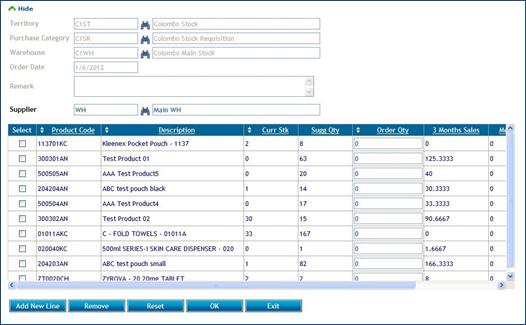 Hide
Territory C1ST Colombo Stock
Purchase Category C1SR Colombo Stock Requisition
Warehouse C1WH Colombo Main Stock
Order Date 1/6/2012
Remark
Supplier WH Main WH
Select Product Code Description Curr Stk Sugg Qty Order Qty 3 Months Sales
113701KC Kleenex Pocket Pouch - 1137 2 8 0 0 0
300301AN Test Product 01 0 63 0 125.3333 0
500505AN AAA Test Product5 0 20 0 40 0
204204AN ABC test pouch black 1 14 0 30.3333 0
500504AN AAA Test Product4 0 17 0 33.3333 0
300302AN Test Product 02 30 15 0 90.6667 0
01011AKC C - FOLD TOWELS - 01011A 33 167 0 0 0
020040KC 500ml SERIES-I SKIN CARE DISPENSER - 020 0 1 0 1.6667 0
204203AN ABC test pouch small 1 82 0 166.3333 0
ZT0020CH ZYROVA - 20 20mg TABLET 2 2 0 8 0
Add New Line Remove Reset OK Exit